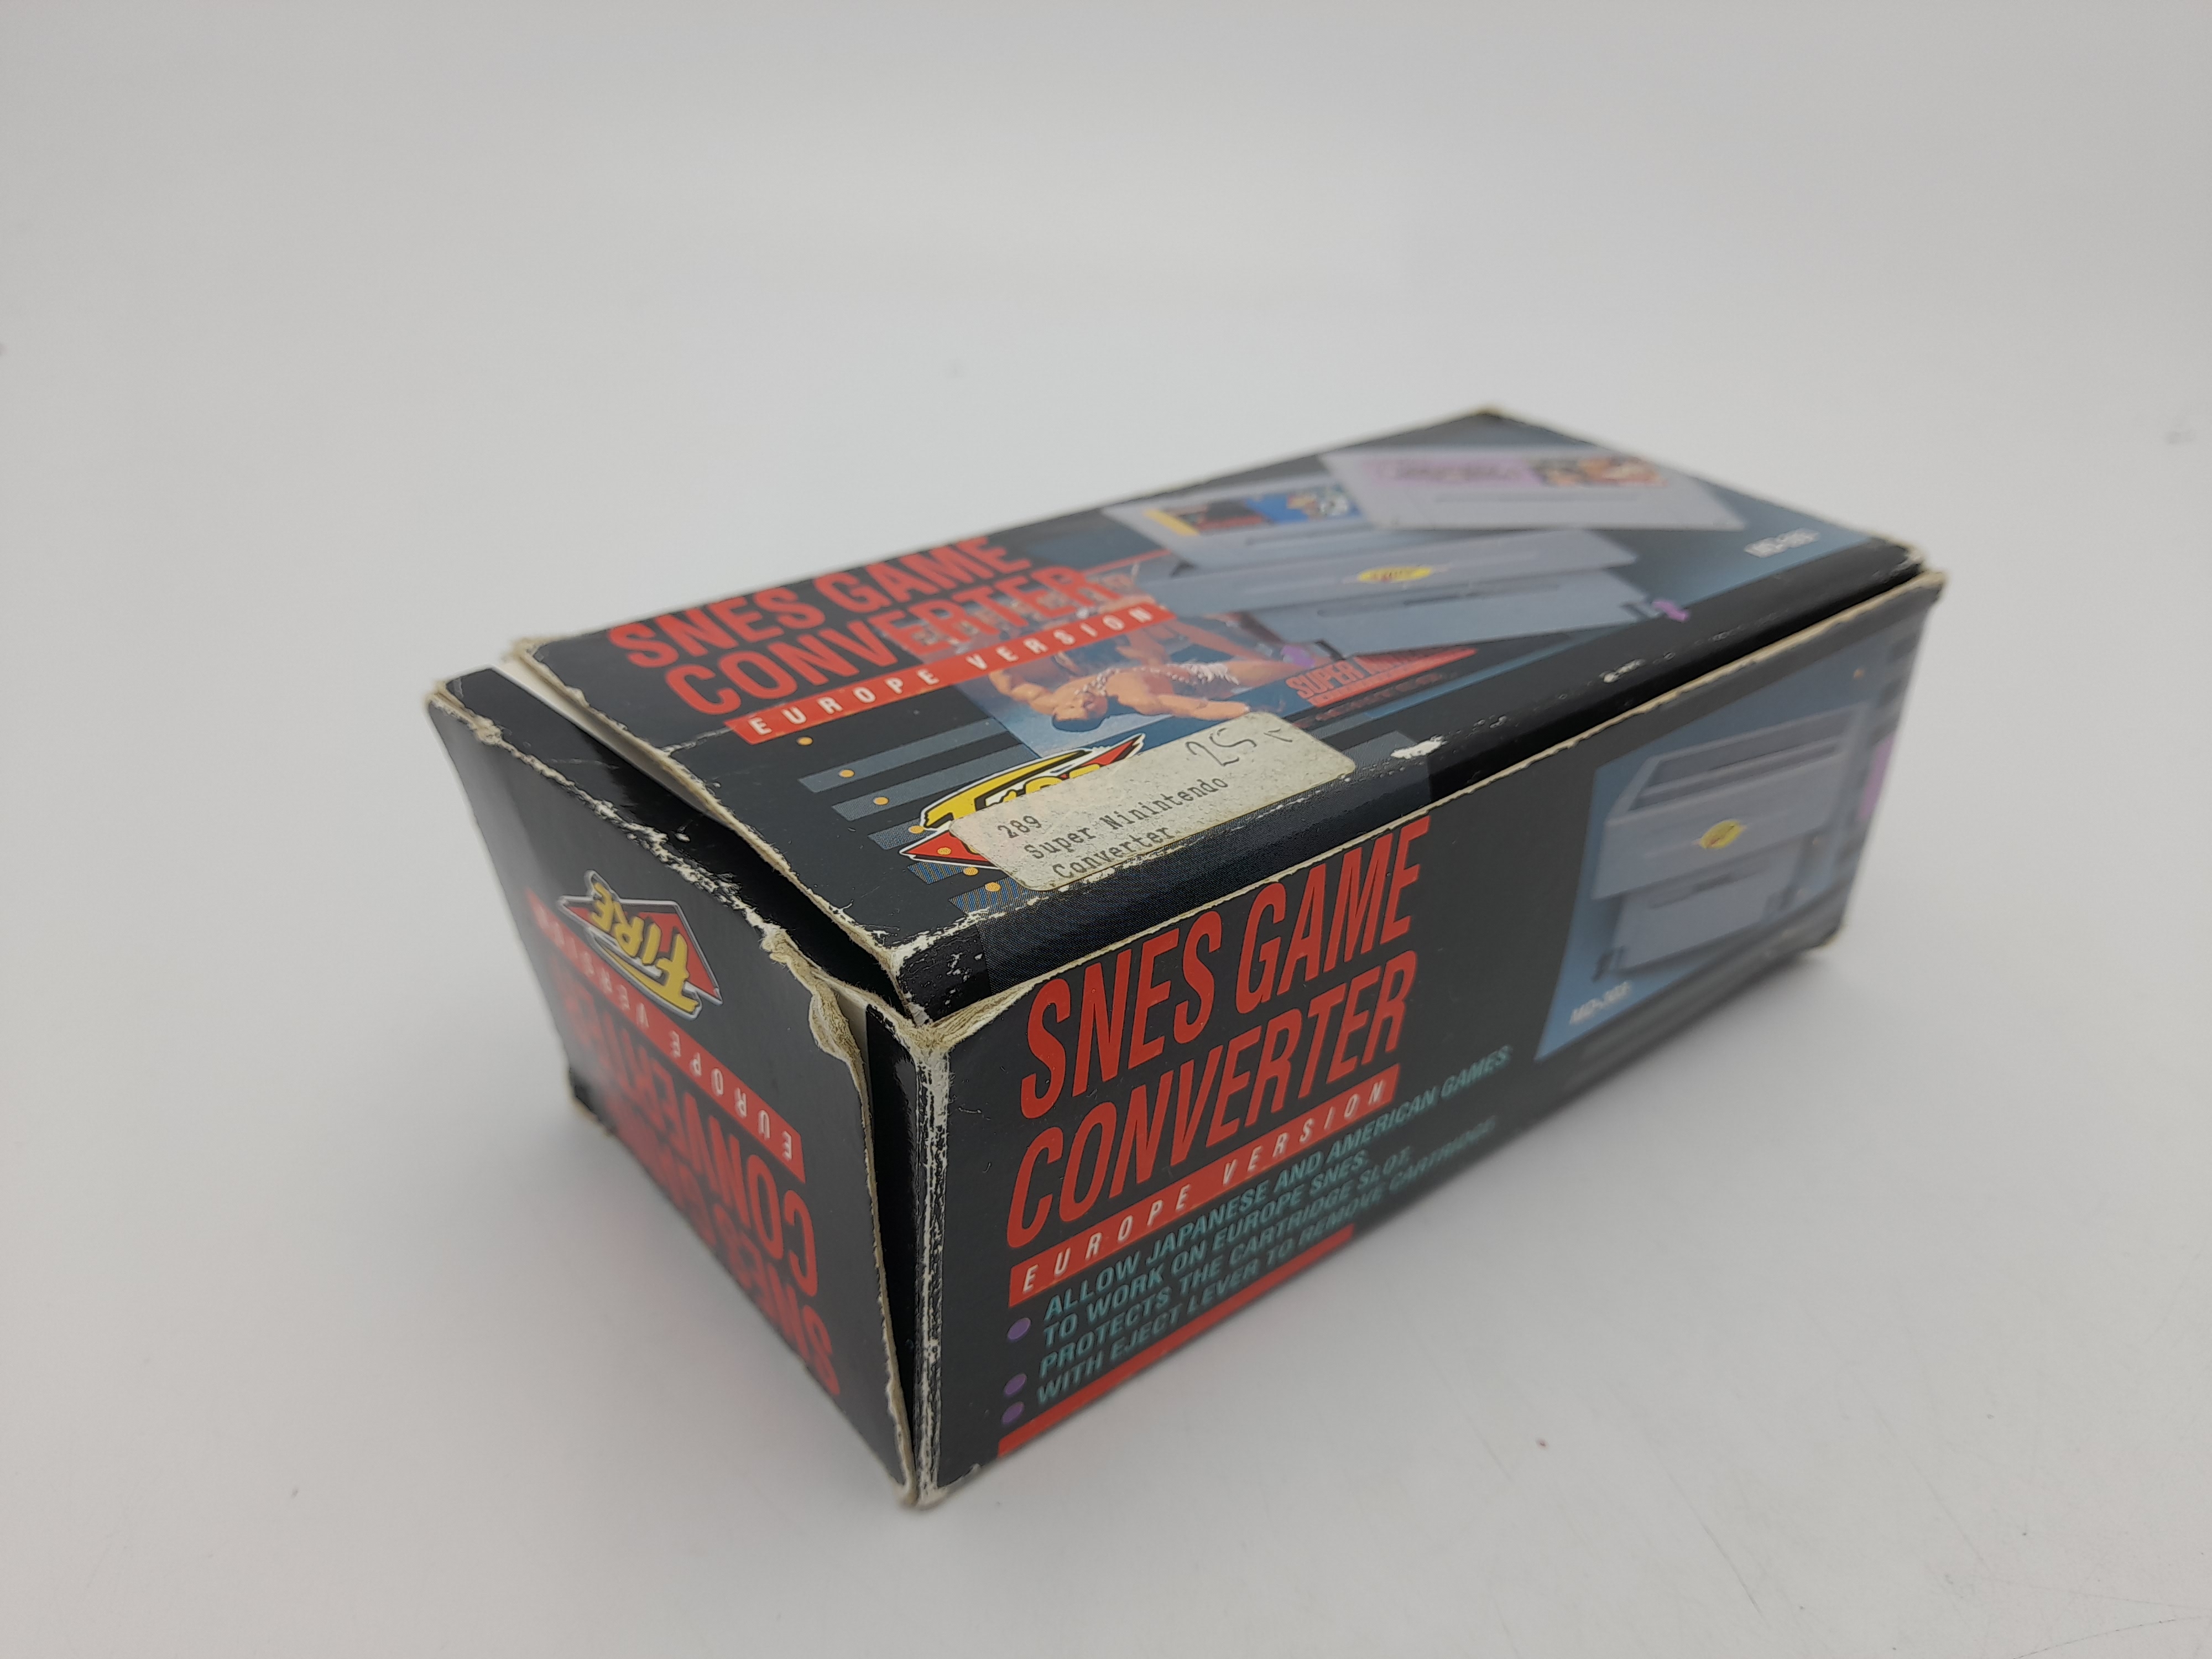 SNES GAME
CONVERTER
EUROPE VERSION
289
25
Super Ninintendo
Converter
SUPER
FIRE
EUROPE VERSION
CONVERTER
SNES GAME
SNES GAME
CONVERTER
EUROPE VERSION
ALLOW JAPANESE AND AMERICAN GAMES
TO WORK ON EUROPE SNES.
PROTECTS THE CARTRIDGE SLOT.
WITH EJECT LEVER TO REMOVE CARTRIDGE.